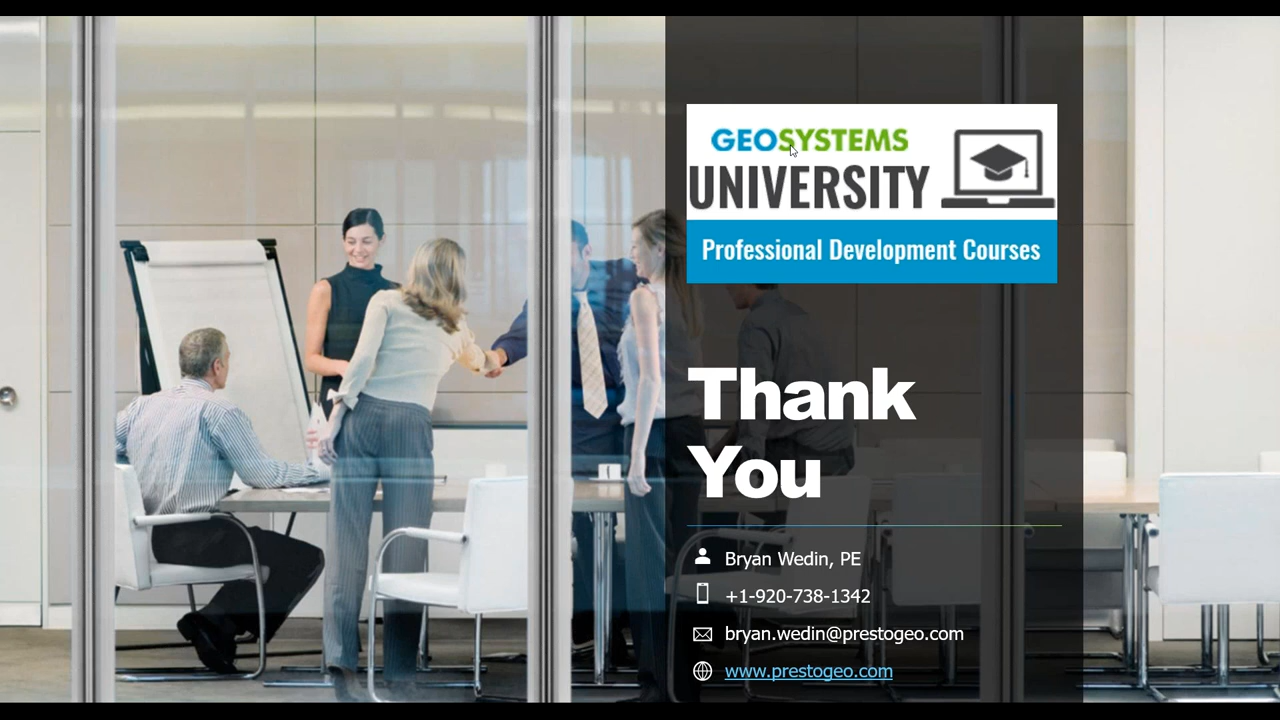 GEOSYSTEMS
UNIVERSITY
Professional Development Courses
Thank
You
Bryan Wedin, PE
+1-920-738-1342
bryan.wedin@prestogeo.com
www.prestogeo.com